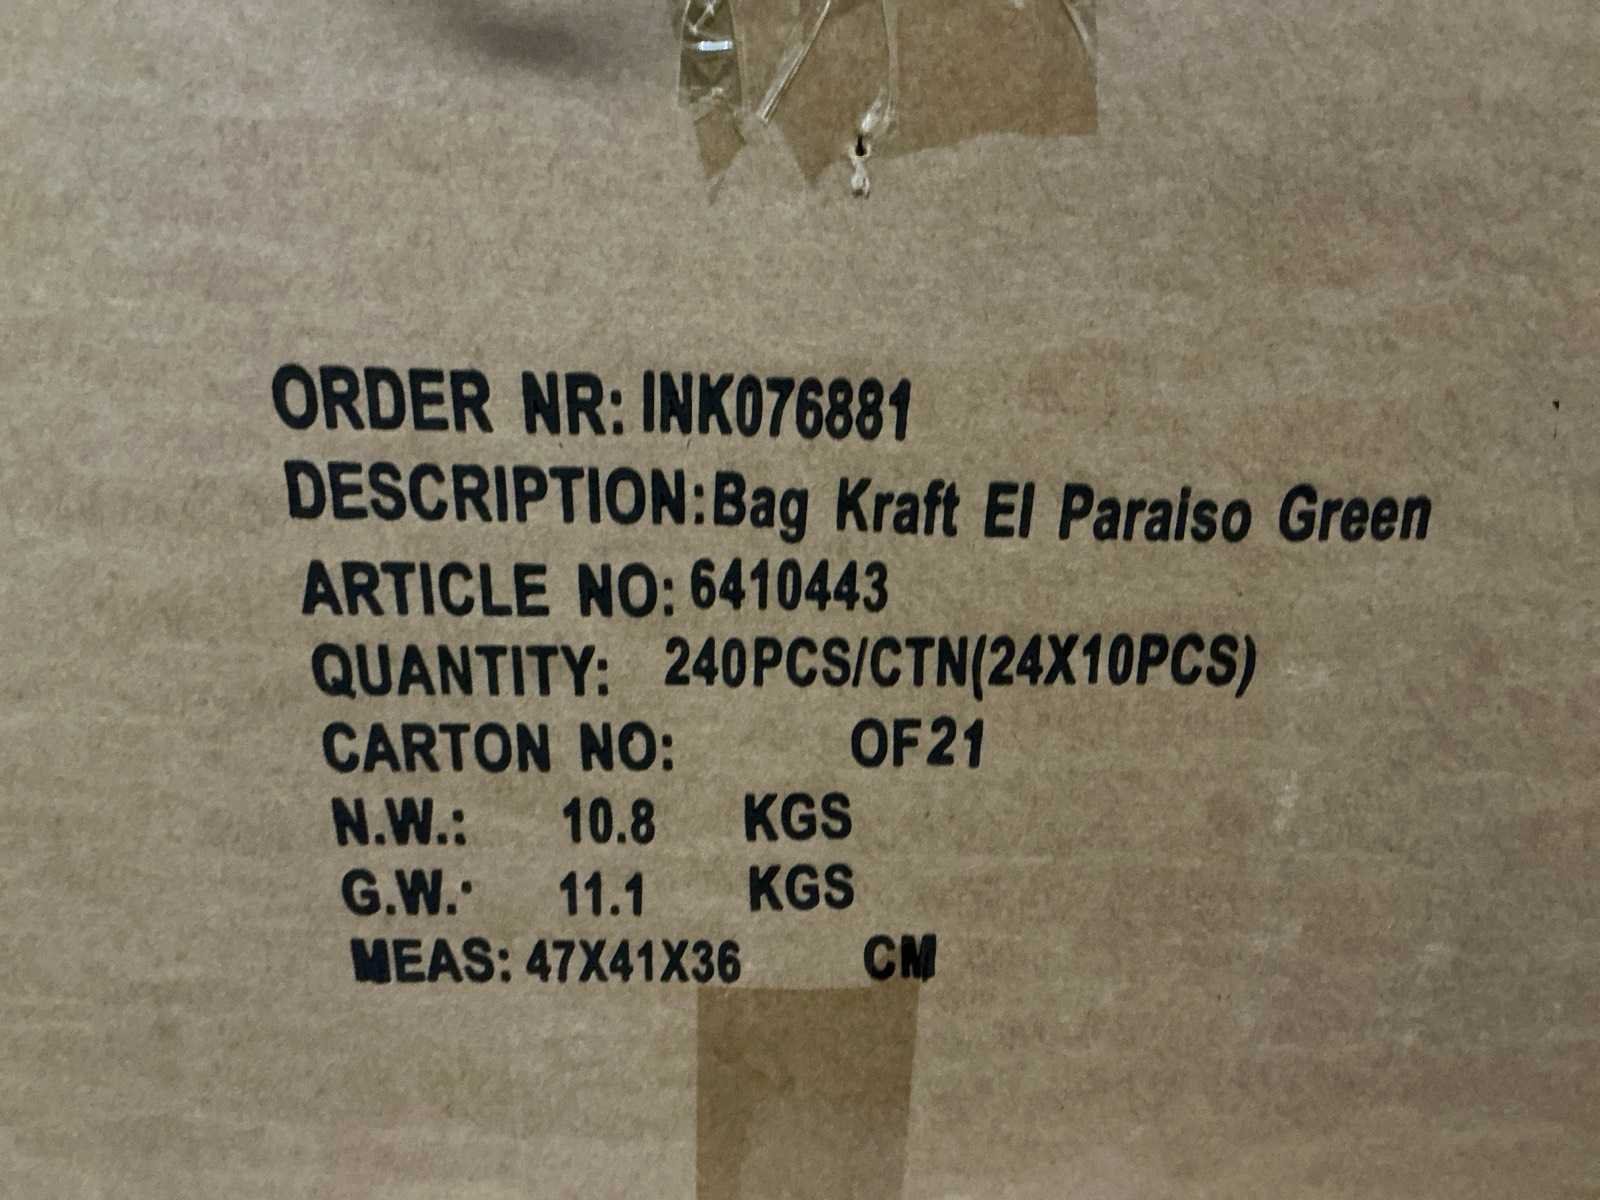 ORDER NR: INK076881
DESCRIPTION:Bag Kraft El Paraiso Green
ARTICLE NO: 6410443
QUANTITY: 240PCS/CTN(24X10PCS)
CARTON NO: OF21
N.W.: 10.8 KGS
G.W.: 11.1 KGS
MEAS: 47X41X36 CM